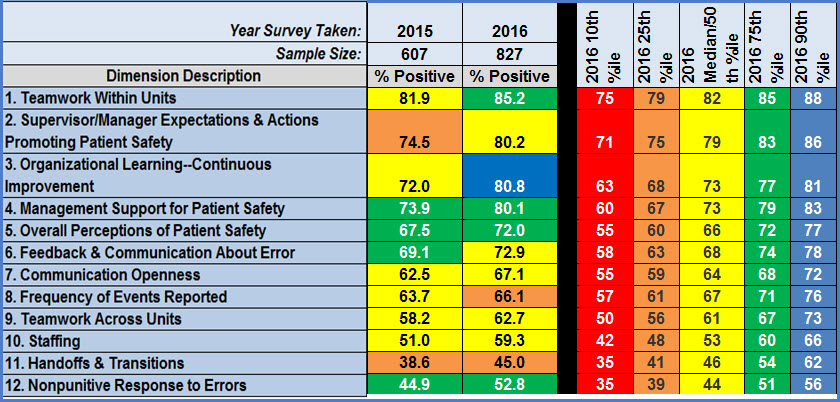 Year Survey Taken: 2015 2016
Sample Size: 607 827
Dimension Description % Positive % Positive 2016 10th %ile 2016 25th %ile 2016 Median/50 th %ile 2016 75th %ile 2016 90th %ile
1. Teamwork Within Units 81.9 85.2 75 79 82 85 88
2. Supervisor/Manager Expectations & Actions
Promoting Patient Safety 74.5 80.2 71 75 79 83 86
3. Organizational Learning--Continuous
Improvement 72.0 80.8 63 68 73 77 81
4. Management Support for Patient Safety 73.9 80.1 60 67 73 79 83
5. Overall Perceptions of Patient Safety 67.5 72.0 55 60 66 72 77
6. Feedback & Communication About Error 69.1 72.9 58 63 68 74 78
7. Communication Openness 62.5 67.1 55 59 64 68 72
8. Frequency of Events Reported 63.7 66.1 57 61 67 71 76
9. Teamwork Across Units 58.2 62.7 50 56 61 67 73
10. Staffing 51.0 59.3 42 48 53 60 66
11. Handoffs & Transitions 38.6 45.0 35 41 46 54 62
12. Nonpunitive Response to Errors 44.9 52.8 35 39 44 51 56